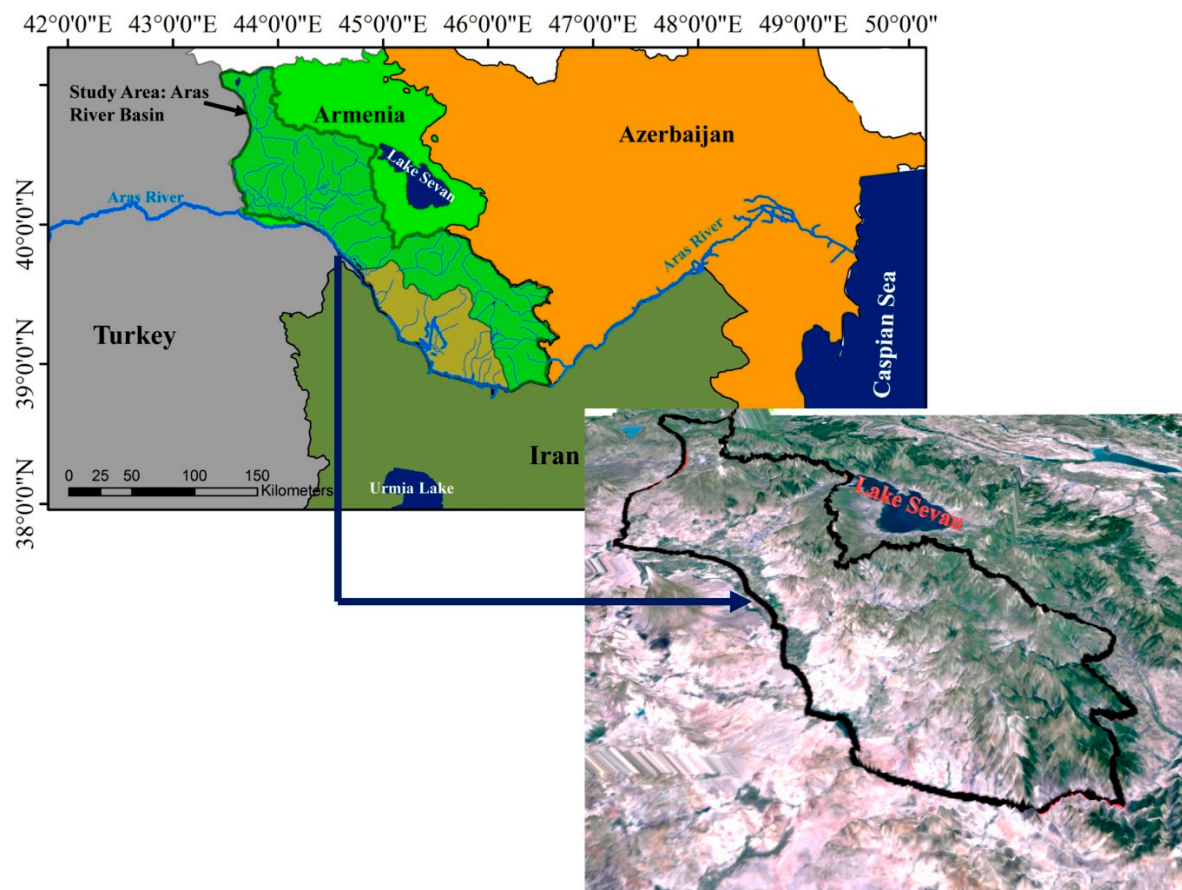 42°0'0"E 43°0'0"E 44°0'0"E 45°0'0"E 46°0'0"E 47°0'0"E 48°0'0"E 49°0'0"E 50°0'0"
Study Area: Aras
River Basin
Armenia
Azerbaijan
Lake Sevan
Aras River
40°0'0"N
Aras River
Turkey
Caspian Sea
39°0'0"N
Iran
0 25 50 100 150
Kilometers
Urmia Lake
38°0'0"N
Lake Sevan